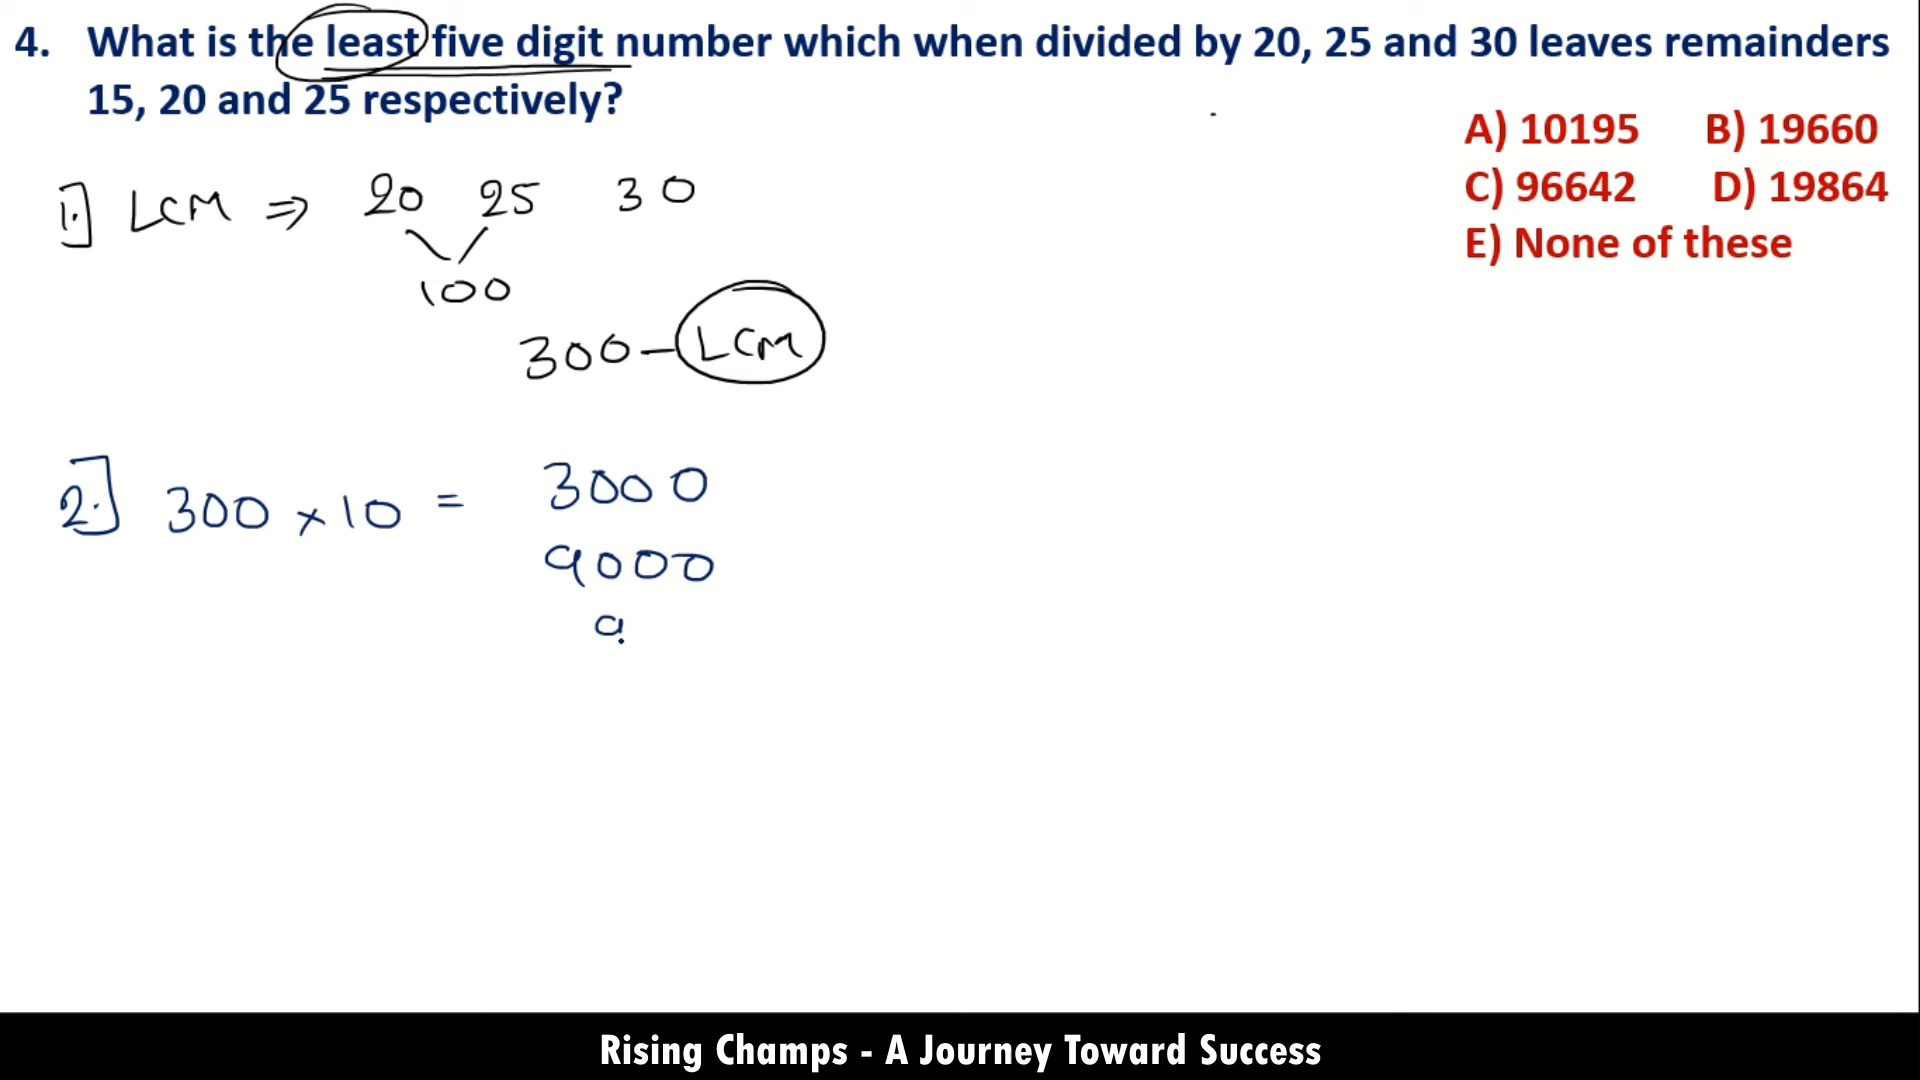 4. What is the least five digit number which when divided by 20, 25 and 30 leaves remainders
15, 20 and 25 respectively?
A) 10195 B) 19660
C) 96642 D) 19864
E) None of these
1.] LCM ⇒ 20 25 30
100
300 - LCM
2.] 300 × 10 = 3000
9000
9
Rising Champs - A Journey Toward Success